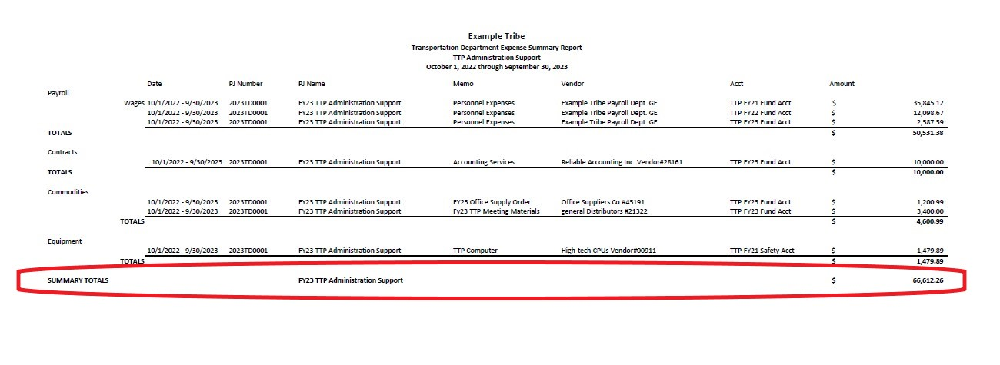 Example Tribe
Transportation Department Expense Summary Report
TTP Administration Support
October 1, 2022 through September 30, 2023
Date PJ Number PJ Name Memo Vendor Acct Amount
Payroll
Wages 10/1/2022 - 9/30/2023 2023TD0001 FY23 TTP Administration Support Personnel Expenses Example Tribe Payroll Dept. GE TTP FY21 Fund Acct $ 35,845.12
10/1/2022 - 9/30/2023 2023TD0001 FY23 TTP Administration Support Personnel Expenses Example Tribe Payroll Dept. GE TTP FY22 Fund Acct $ 12,098.67
10/1/2022 - 9/30/2023 2023TD0001 FY23 TTP Administration Support Personnel Expenses Example Tribe Payroll Dept. GE TTP FY23 Fund Acct $ 2,587.59
TOTALS $ 50,531.38
Contracts
10/1/2022 - 9/30/2023 2023TD0001 FY23 TTP Administration Support Accounting Services Reliable Accounting Inc. Vendor#28161 TTP FY23 Fund Acct $ 10,000.00
TOTALS $ 10,000.00
Commodities
10/1/2022 - 9/30/2023 2023TD0001 FY23 TTP Administration Support FY23 Office Supply Order Office Suppliers Co.#45191 TTP FY23 Fund Acct $ 1,200.99
10/1/2022 - 9/30/2023 2023TD0001 FY23 TTP Administration Support Fy23 TTP Meeting Materials general Distributors #21322 TTP FY23 Fund Acct $ 3,400.00
TOTALS $ 4,600.99
Equipment
10/1/2022 - 9/30/2023 2023TD0001 FY23 TTP Administration Support TTP Computer High-tech CPUs Vendor#00911 TTP FY21 Safety Acct $ 1,479.89
TOTALS $ 1,479.89
SUMMARY TOTALS FY23 TTP Administration Support $ 66,612.26